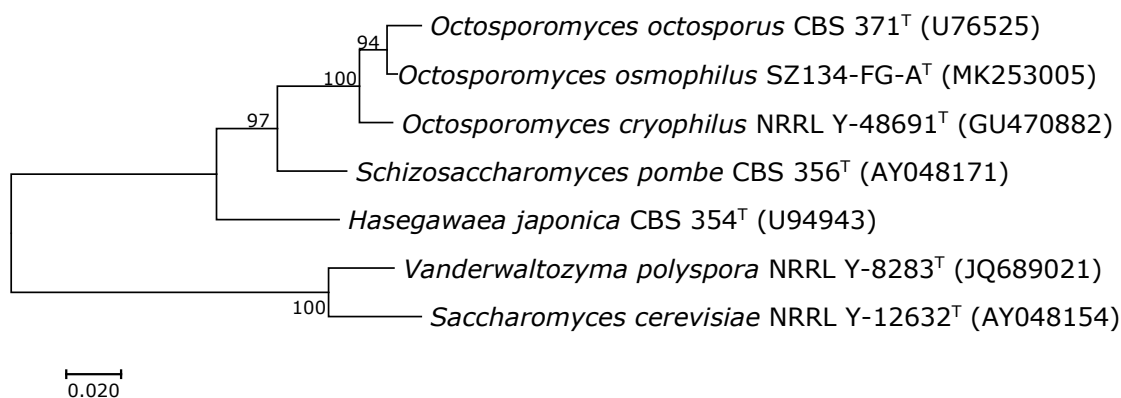 Octosporomyces octosporus CBS 371ᵀ (U76525)
94
Octosporomyces osmophilus SZ134-FG-Aᵀ (MK253005)
100
Octosporomyces cryophilus NRRL Y-48691ᵀ (GU470882)
97
Schizosaccharomyces pombe CBS 356ᵀ (AY048171)
Hasegawaea japonica CBS 354ᵀ (U94943)
Vanderwaltozyma polyspora NRRL Y-8283ᵀ (JQ689021)
100
Saccharomyces cerevisiae NRRL Y-12632ᵀ (AY048154)
0.020